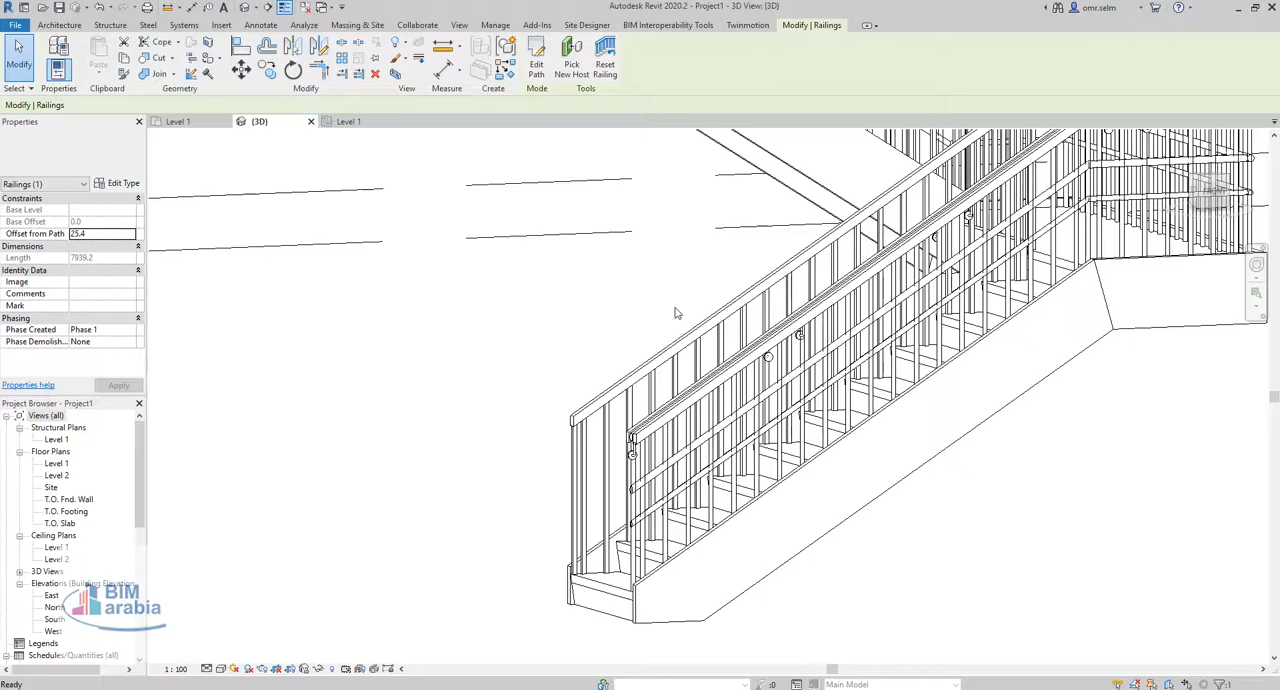 Autodesk Revit 2020.2 - Project1 - 3D View: {3D}
omr.selm
File Architecture Structure Steel Systems Insert Annotate Analyze Massing & Site Collaborate View Manage Add-Ins Site Designer BIM Interoperability Tools Twinmotion Modify | Railings
Modify Paste Cope Cut Join Edit Path Pick New Host Reset Railing
Select Properties Clipboard Geometry Modify View Measure Create Mode Tools
Modify | Railings
Properties
Level 1
{3D}
Level 1
Railings (1)
Edit Type
Constraints
Base Level
Base Offset 0.0
Offset from Path 25.4
Dimensions
Length 7939.2
Identity Data
Image
Comments
Mark
Phasing
Phase Created Phase 1
Phase Demolish... None
Properties help
Apply
Project Browser - Project1
Views (all)
Structural Plans
Level 1
Floor Plans
Level 1
Level 2
Site
T.O. Fnd. Wall
T.O. Footing
T.O. Slab
Ceiling Plans
Level 1
Level 2
3D Views
Elevations (Building Elevation
East
North
South
West
Legends
Schedules/Quantities (all)
BIM
arabia
FRONT
1 : 100
Ready
:0
Main Model
:1